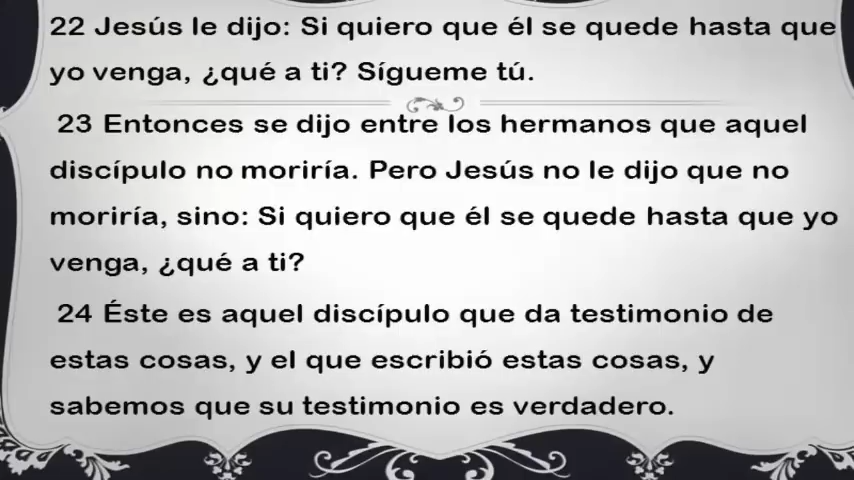 22 Jesús le dijo: Si quiero que él se quede hasta que
yo venga, ¿qué a ti? Sígueme tú.
23 Entonces se dijo entre los hermanos que aquel
discípulo no moriría. Pero Jesús no le dijo que no
moriría, sino: Si quiero que él se quede hasta que yo
venga, ¿qué a ti?
24 Éste es aquel discípulo que da testimonio de
estas cosas, y el que escribió estas cosas, y
sabemos que su testimonio es verdadero.